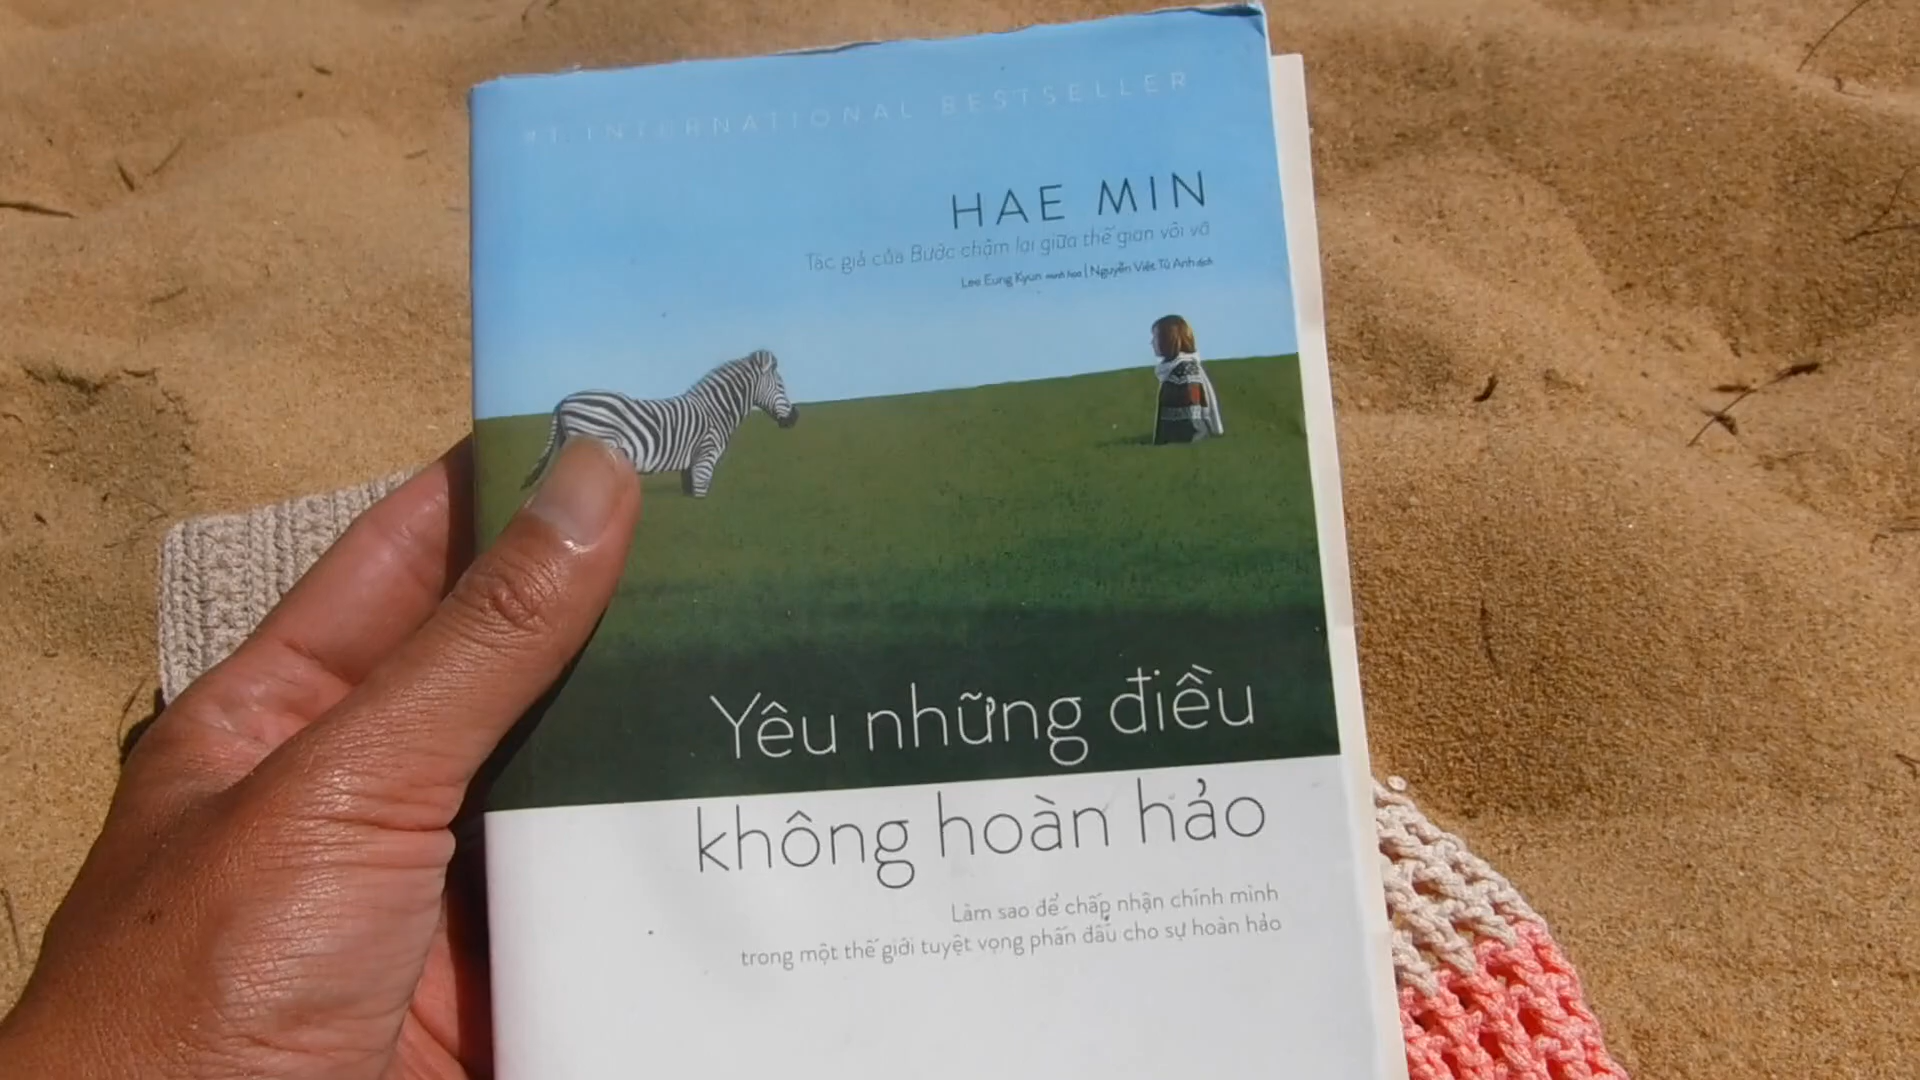 #1 INTERNATIONAL BESTSELLER
HAE MIN
Tác giả của Bước chậm lại giữa thế gian vội vã
Lee Eung Kyun minh họa | Nguyễn Việt Tú Anh dịch
Yêu những điều
không hoàn hảo
Làm sao để chấp nhận chính mình
trong một thế giới tuyệt vọng phấn đấu cho sự hoàn hảo